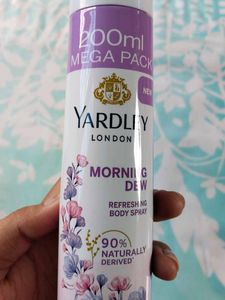 200ml
MEGA PACK
NEW
YARDLEY
LONDON
MORNING
DEW
REFRESHING
BODY SPRAY
90%
NATURALLY
DERIVED*